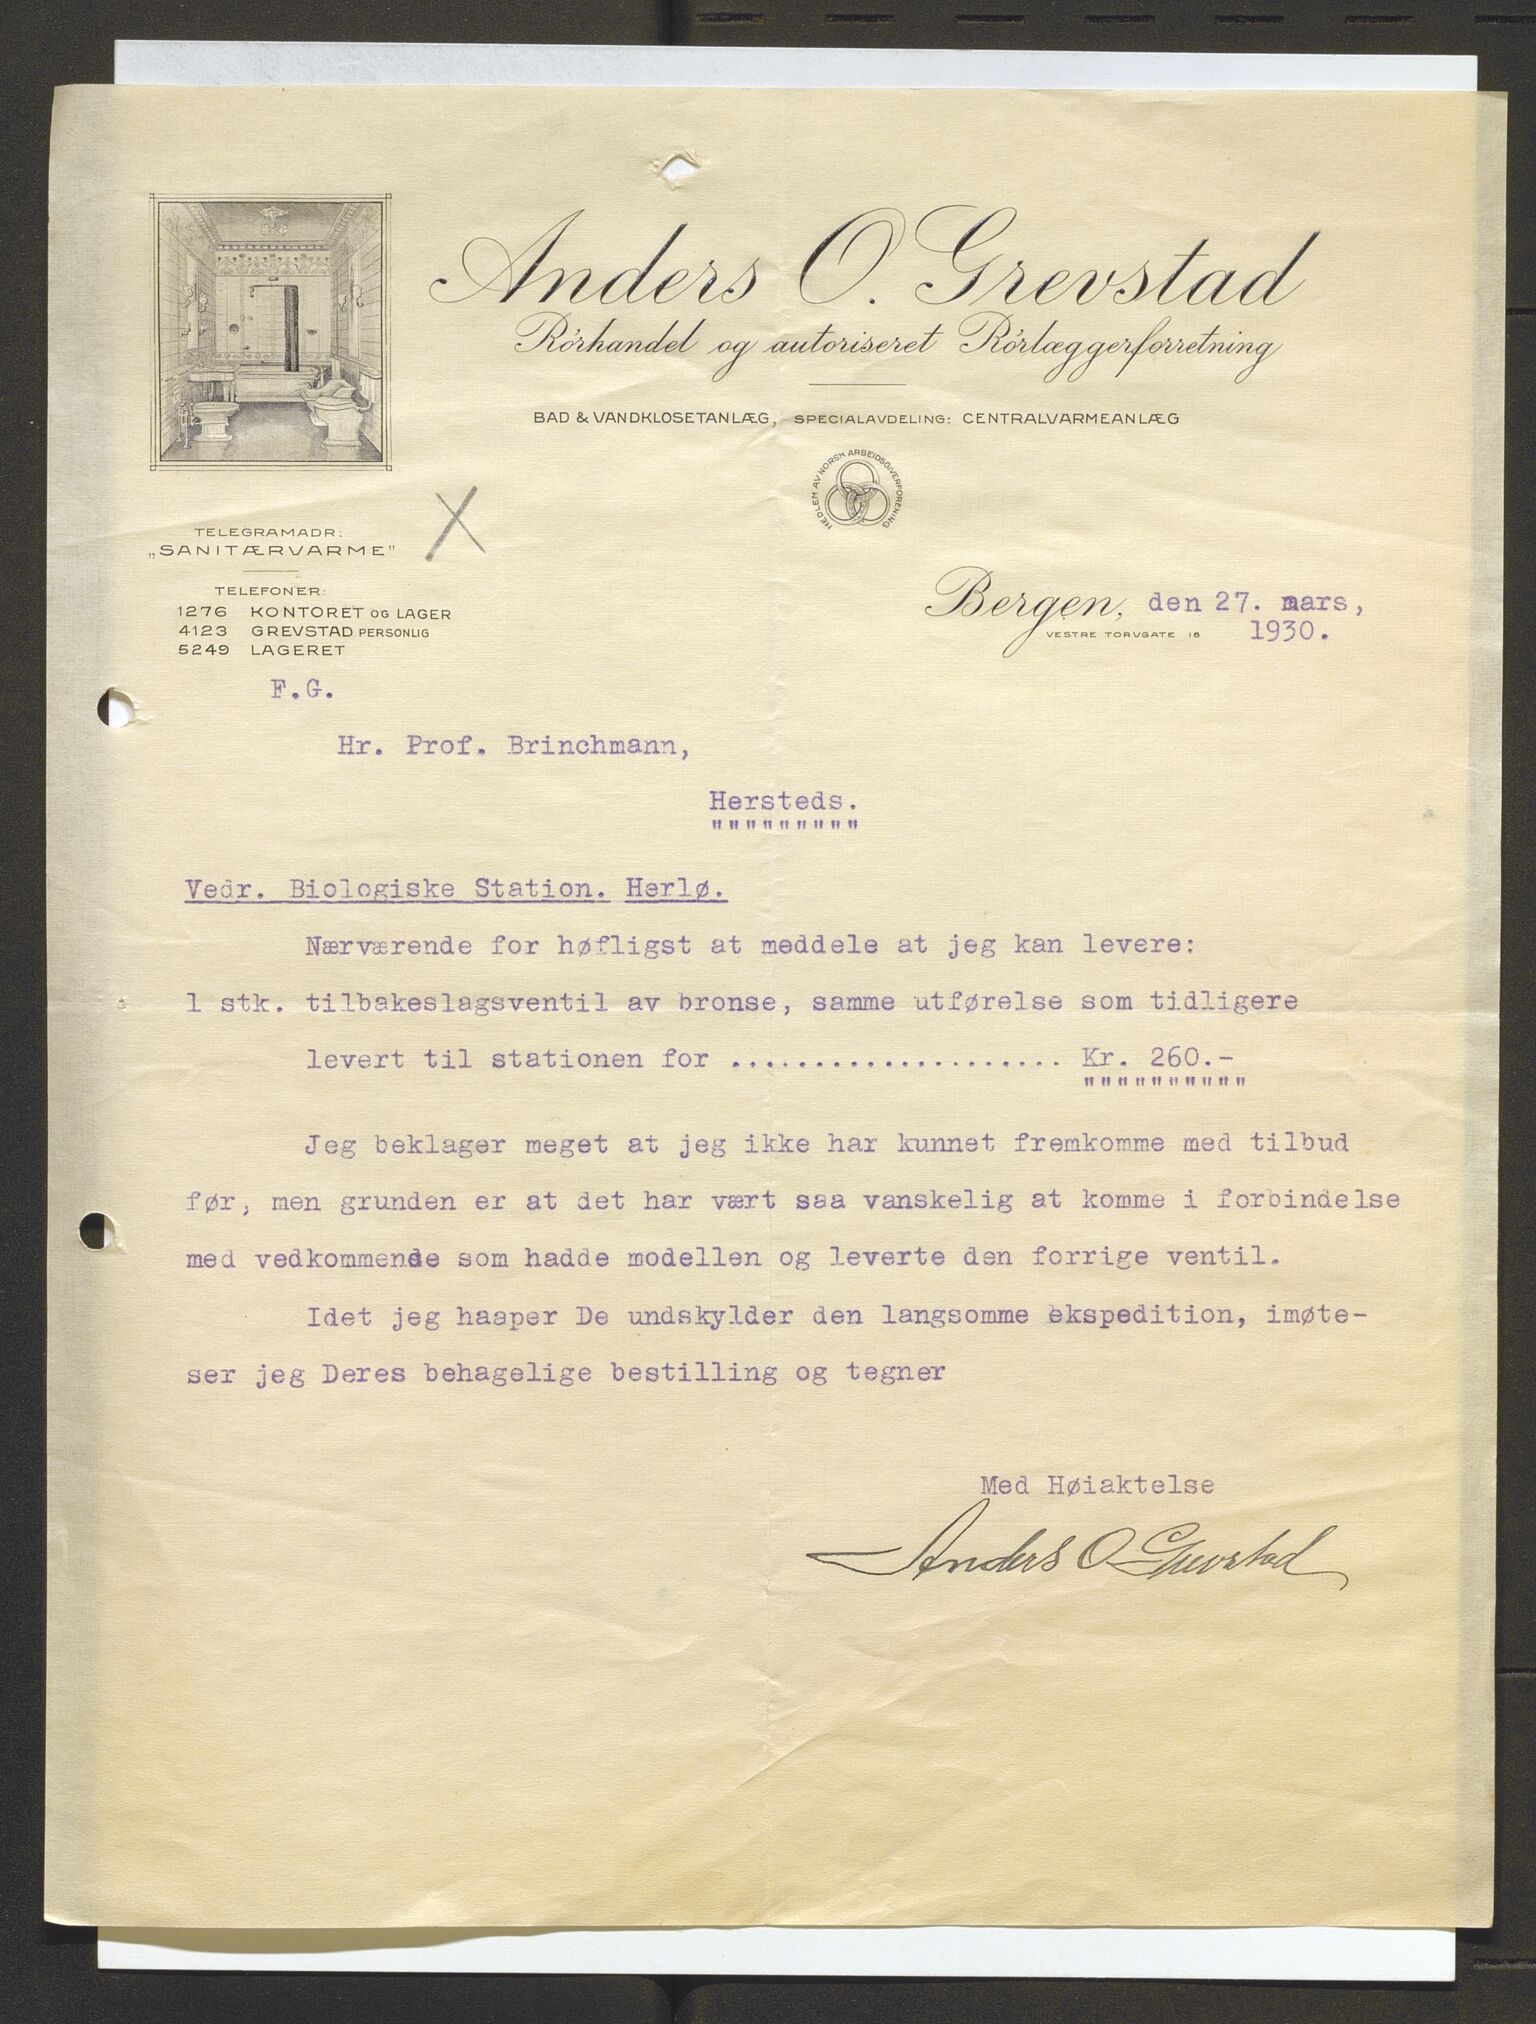 Anders O. Grevstad
Rörhandel og autoriseret Rörlæggerforretning
BAD & VANDKLOSETANLÆG, SPECIALAVDELING: CENTRALVARMEANLÆG
MEDLEM AV NORSK ARBEIDSGIVERFORENING
TELEGRAMADR:
„SANITÆRVARME"
TELEFONER:
1276 KONTORET OG LAGER
4123 GREVSTAD PERSONLIG
5249 LAGERET
Bergen, den 27. mars,
VESTRE TORVGATE 18 1930.
F.G.
Hr. Prof. Brinchmann,
Hersteds.
"""""""""
Vedr. Biologiske Station. Herlø.
Nærværende for høfligst at meddele at jeg kan levere:
1 stk. tilbakeslagsventil av bronse, samme utførelse som tidligere
levert til stationen for .................... Kr. 260.-
""""""""""
Jeg beklager meget at jeg ikke har kunnet fremkomme med tilbud
før, men grunden er at det har vært saa vanskelig at komme i forbindelse
med vedkommende som hadde modellen og leverte den forrige ventil.
Idet jeg haaper De undskylder den langsomme ekspedition, imøte-
ser jeg Deres behagelige bestilling og tegner
Med Høiaktelse
Anders O Grevstad